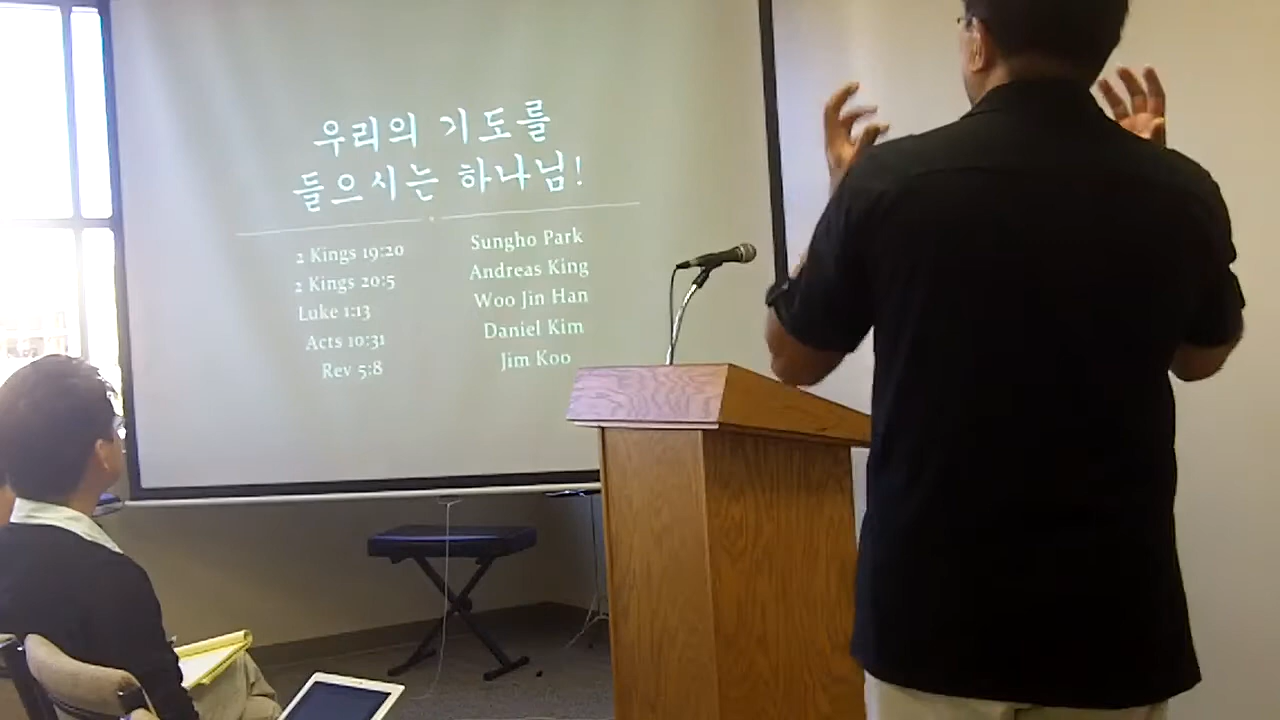 우리의 기도를
들으시는 하나님!
2 Kings 19:20 Sungho Park
2 Kings 20:5 Andreas King
Luke 1:13 Woo Jin Han
Acts 10:31 Daniel Kim
Rev 5:8 Jim Koo